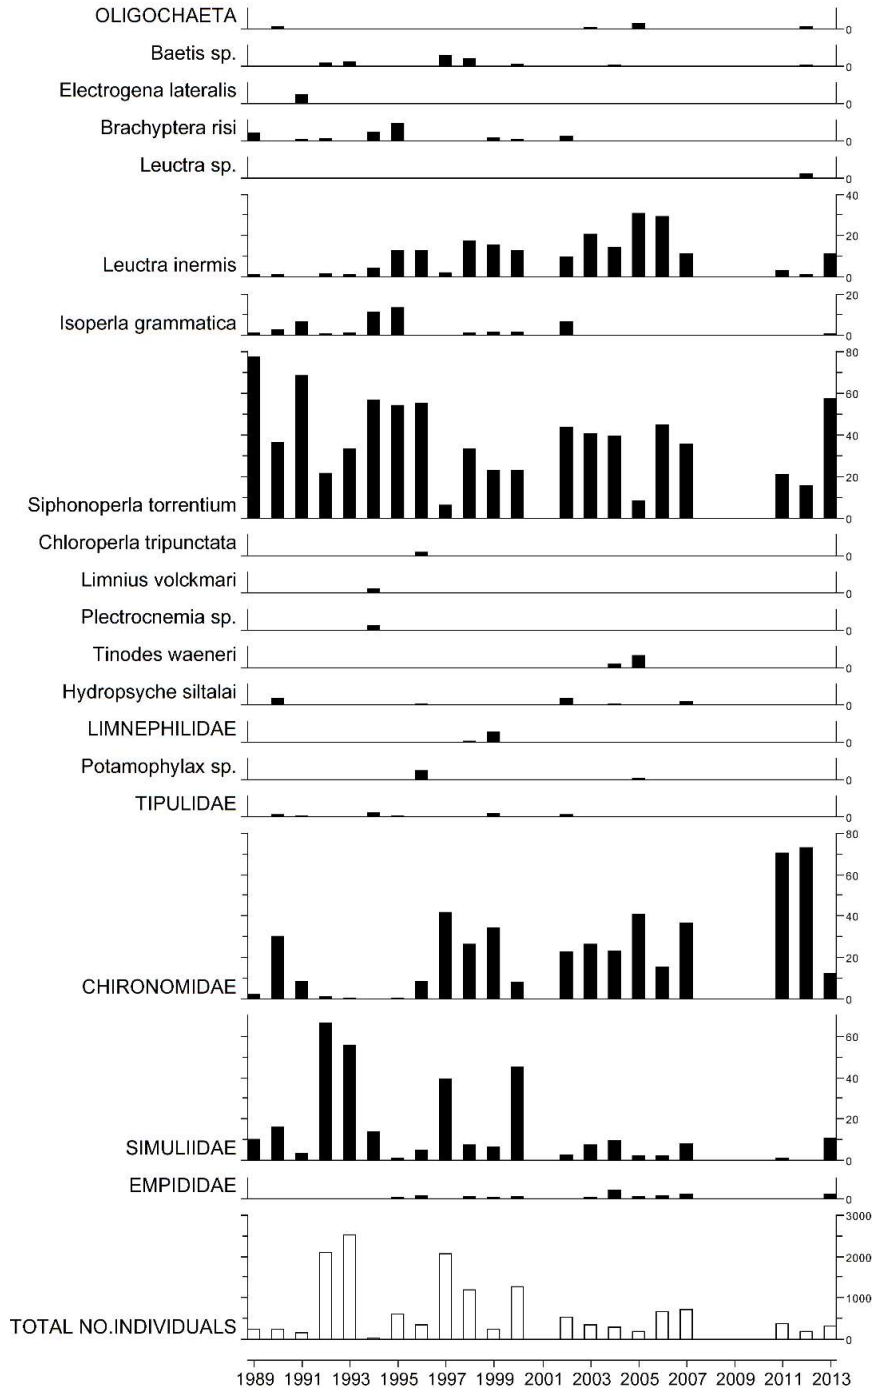 OLIGOCHAETA
0
Baetis sp.
0
Electrogena lateralis
0
Brachyptera risi
0
Leuctra sp.
0
40
20
Leuctra inermis
0
20
Isoperla grammatica
0
80
60
40
20
Siphonoperla torrentium
0
Chloroperla tripunctata
0
Limnius volckmari
0
Plectrocnemia sp.
0
Tinodes waeneri
0
Hydropsyche siltalai
0
LIMNEPHILIDAE
0
Potamophylax sp.
0
TIPULIDAE
0
80
60
40
20
CHIRONOMIDAE
0
60
40
20
SIMULIIDAE
0
EMPIDIDAE
0
3000
2000
1000
TOTAL NO.INDIVIDUALS
0
1989 1991 1993 1995 1997 1999 2001 2003 2005 2007 2009 2011 2013